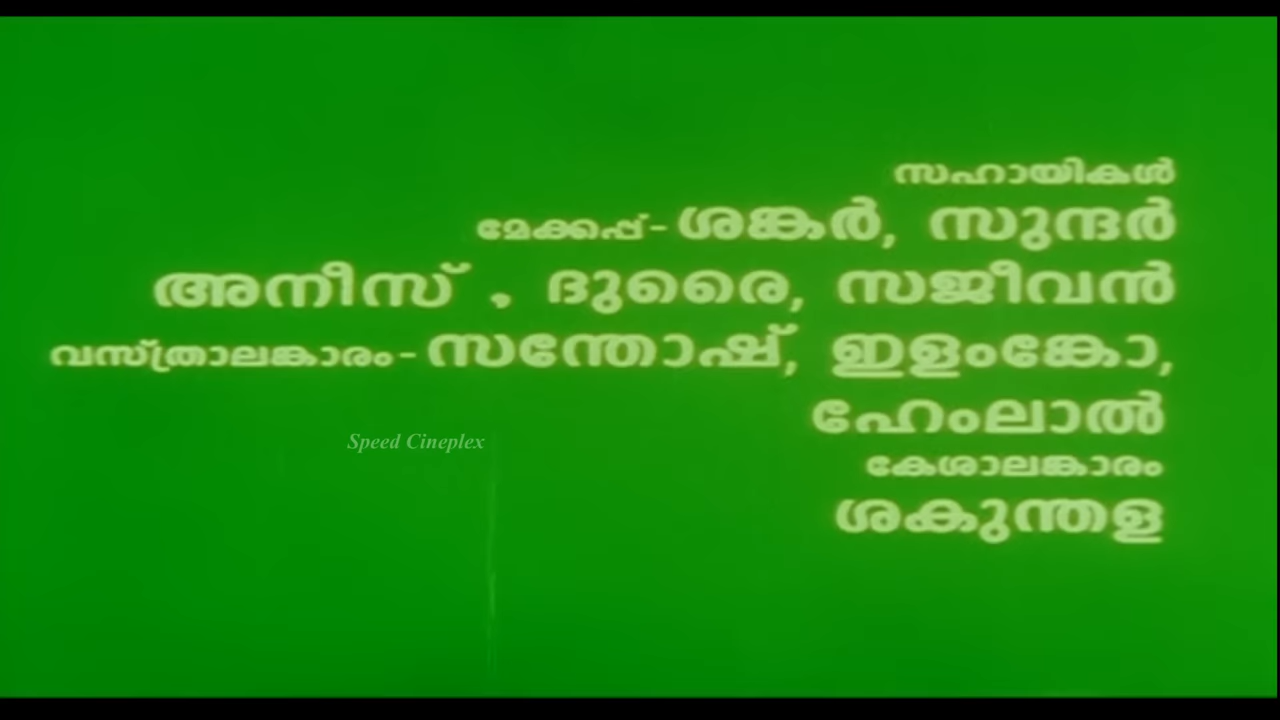 സഹായികൾ
മേക്കപ്പ്-ശങ്കർ, സുന്ദർ
അനീസ് , ദുരൈ, സജീവൻ
വസ്ത്രാലങ്കാരം-സന്തോഷ്, ഇളംങ്കോ,
ഹേംലാൽ
Speed Cineplex
കേശാലങ്കാരം
ശകുന്തള